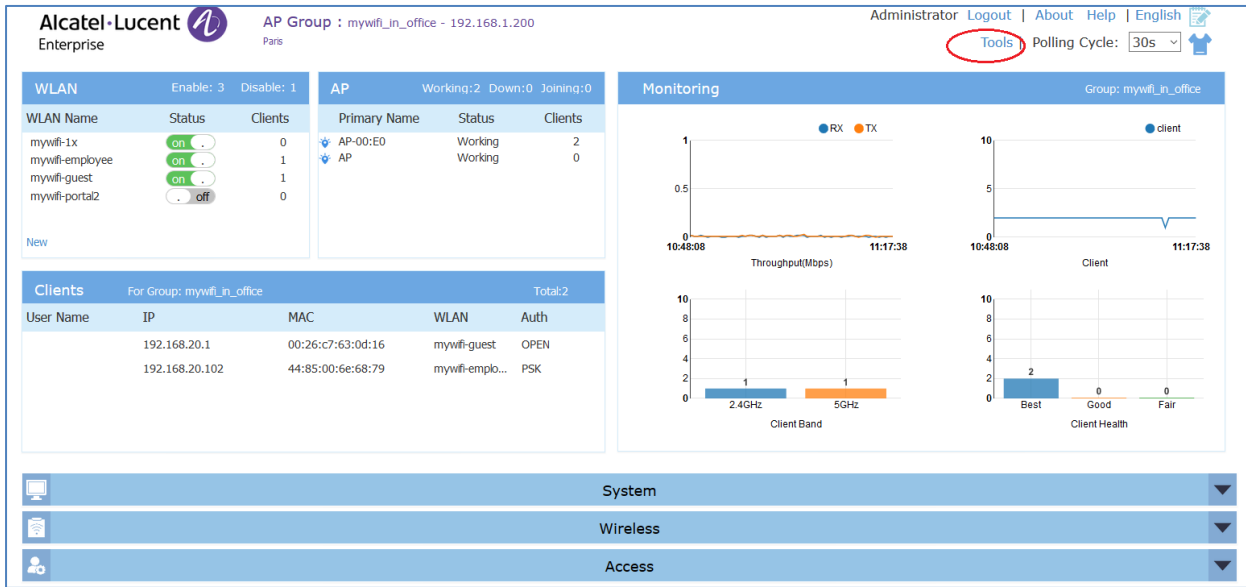 Alcatel·Lucent
Enterprise
AP Group : mywifi_in_office - 192.168.1.200
Paris
Administrator Logout | About Help | English
Tools | Polling Cycle: 30s
WLAN Enable: 3 Disable: 1
WLAN Name Status Clients
mywifi-1x on . 0
mywifi-employee on . 1
mywifi-guest on . 1
mywifi-portal2 . off 0
New
AP Working:2 Down:0 Joining:0
Primary Name Status Clients
AP-00:E0 Working 2
AP Working 0
Clients For Group: mywifi_in_office Total:2
User Name IP MAC WLAN Auth
192.168.20.1 00:26:c7:63:0d:16 mywifi-guest OPEN
192.168.20.102 44:85:00:6e:68:79 mywifi-emplo... PSK
Monitoring Group: mywifi_in_office
RX TX
1
0.5
0
10:48:08 11:17:38
Throughput(Mbps)
client
10
5
0
10:48:08 11:17:38
Client
10
8
6
4
2
0
1 1
2.4GHz 5GHz
Client Band
10
8
6
4
2
0
2 0 0
Best Good Fair
Client Health
System
Wireless
Access